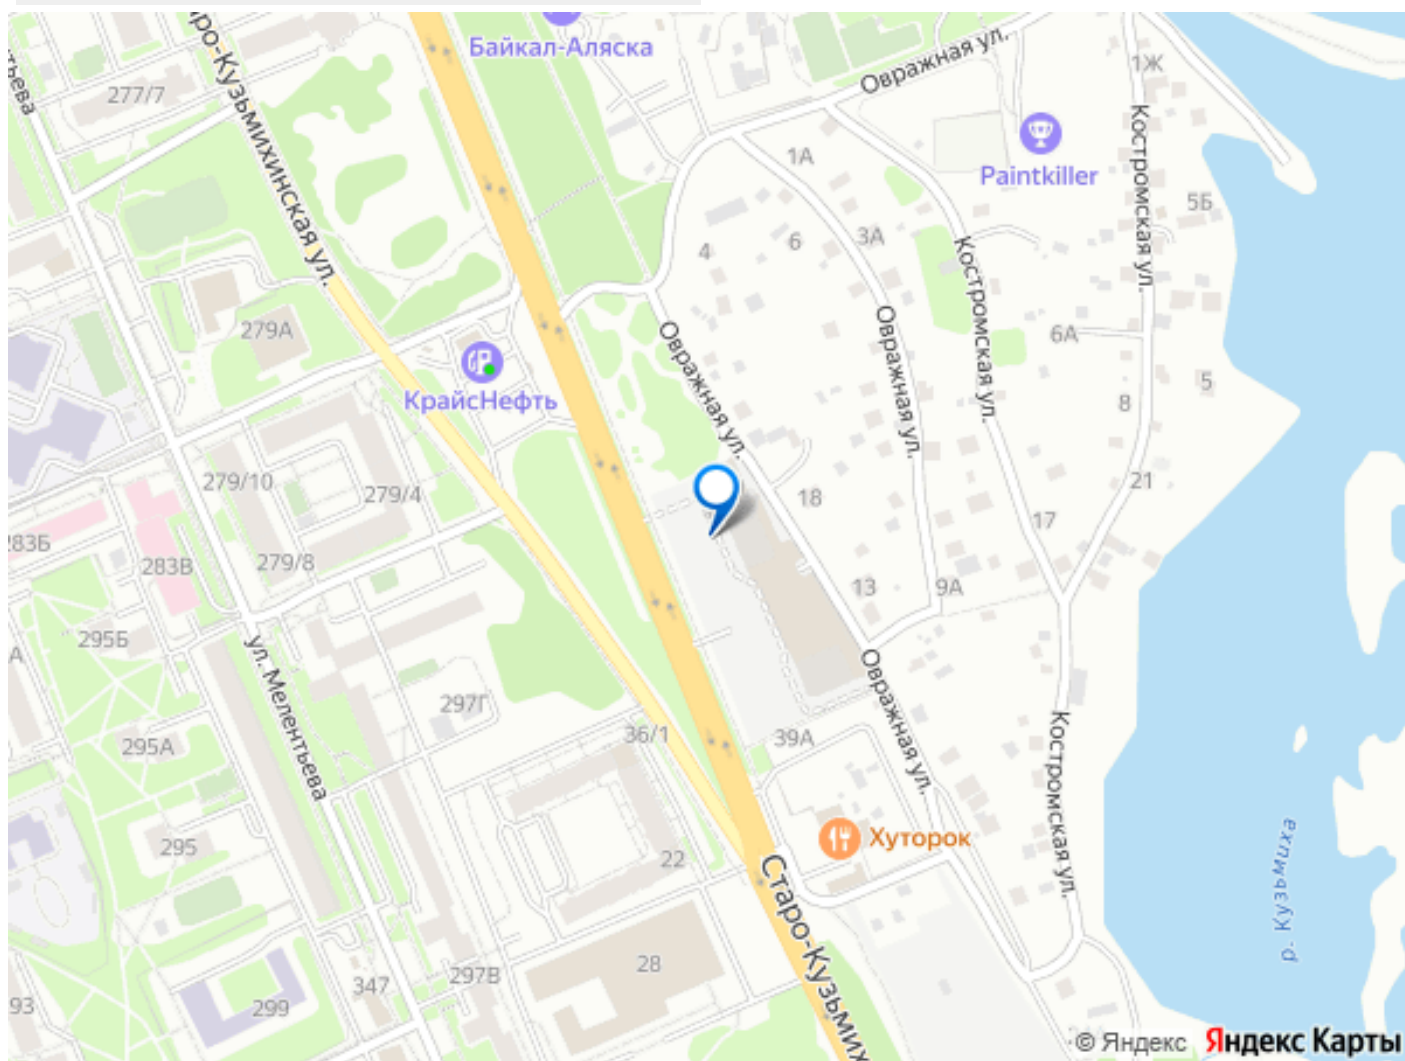 Байкал-Аляска
Овражная ул.
1Ж
тьева
277/7
ро-Кузьмихинская ул.
Paintkiller
1А
Костромская ул.
5Б
4
6
3А
Костромская ул.
279А
Овражная ул.
Овражная ул.
6А
5
8
КрайсНефть
279/10
279/4
18
21
17
283Б
283В
279/8
13
9А
295Б
А
ул. Мелентьева
297Г
Овражная ул.
295А
36/1
39А
Костромская ул.
295
22
Хуторок
р. Кузьмиха
Старо-Кузьмих
28
297В
347
299
93
© Яндекс
Яндекс Карты